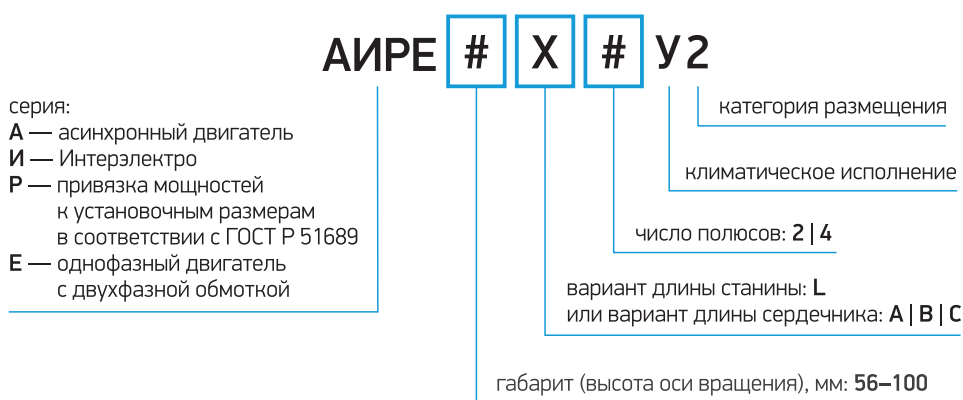 АИРЕ # X # У2
серия:
А — асинхронный двигатель
И — Интерэлектро
Р — привязка мощностей
к установочным размерам
в соответствии с ГОСТ Р 51689
Е — однофазный двигатель
с двухфазной обмоткой
категория размещения
климатическое исполнение
число полюсов: 2 | 4
вариант длины станины: L
или вариант длины сердечника: A | B | C
габарит (высота оси вращения), мм: 56–100